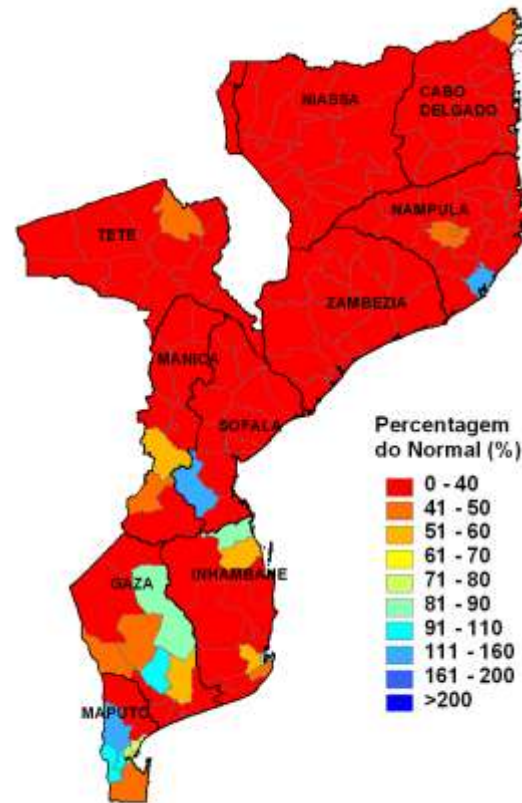 NIASSA
CABO
DELGADO
NAMPULA
TETE
ZAMBEZIA
MANICA
SOFALA
GAZA
INHAMBANE
MAPUTO
Percentagem
do Normal (%)
0 - 40
41 - 50
51 - 60
61 - 70
71 - 80
81 - 90
91 - 110
111 - 160
161 - 200
>200